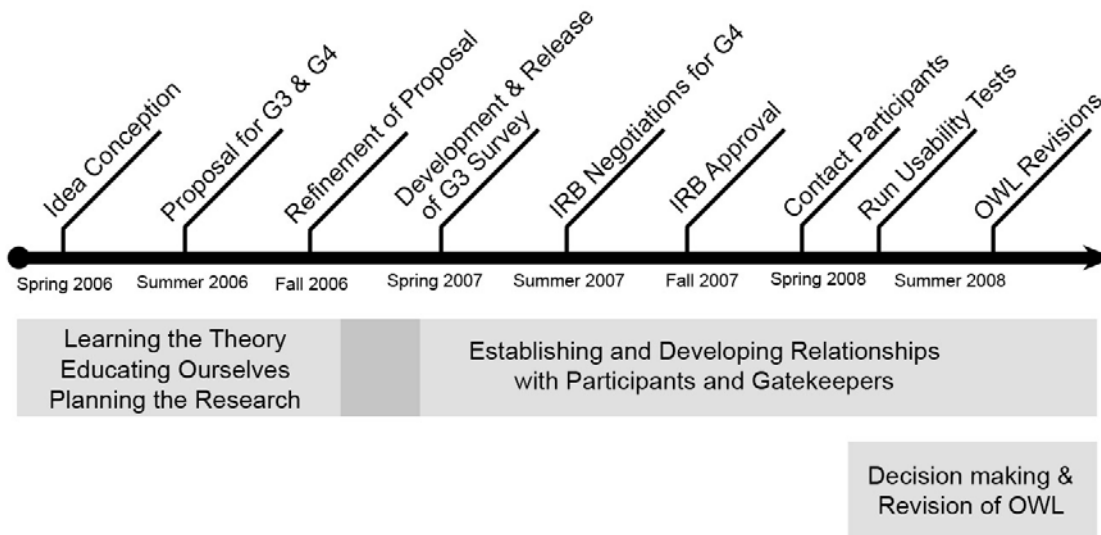 Idea Conception
Proposal for G3 & G4
Refinement of Proposal
Development & Release
of G3 Survey
IRB Negotiations for G4
IRB Approval
Contact Participants
Run Usability Tests
OWL Revisions
Spring 2006
Summer 2006
Fall 2006
Spring 2007
Summer 2007
Fall 2007
Spring 2008
Summer 2008
Learning the Theory
Educating Ourselves
Planning the Research
Establishing and Developing Relationships
with Participants and Gatekeepers
Decision making &
Revision of OWL